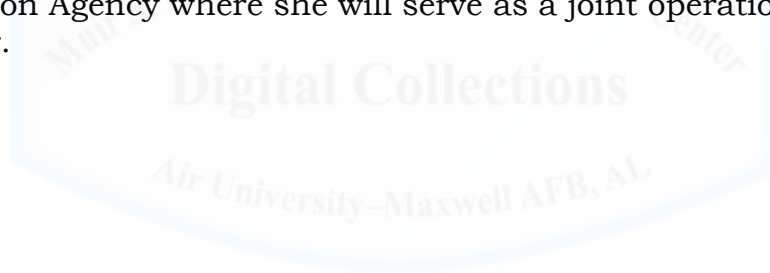 on Agency where she will serve as a joint operatio
.
Digital Collections
Air University–Maxwell AFB, AL